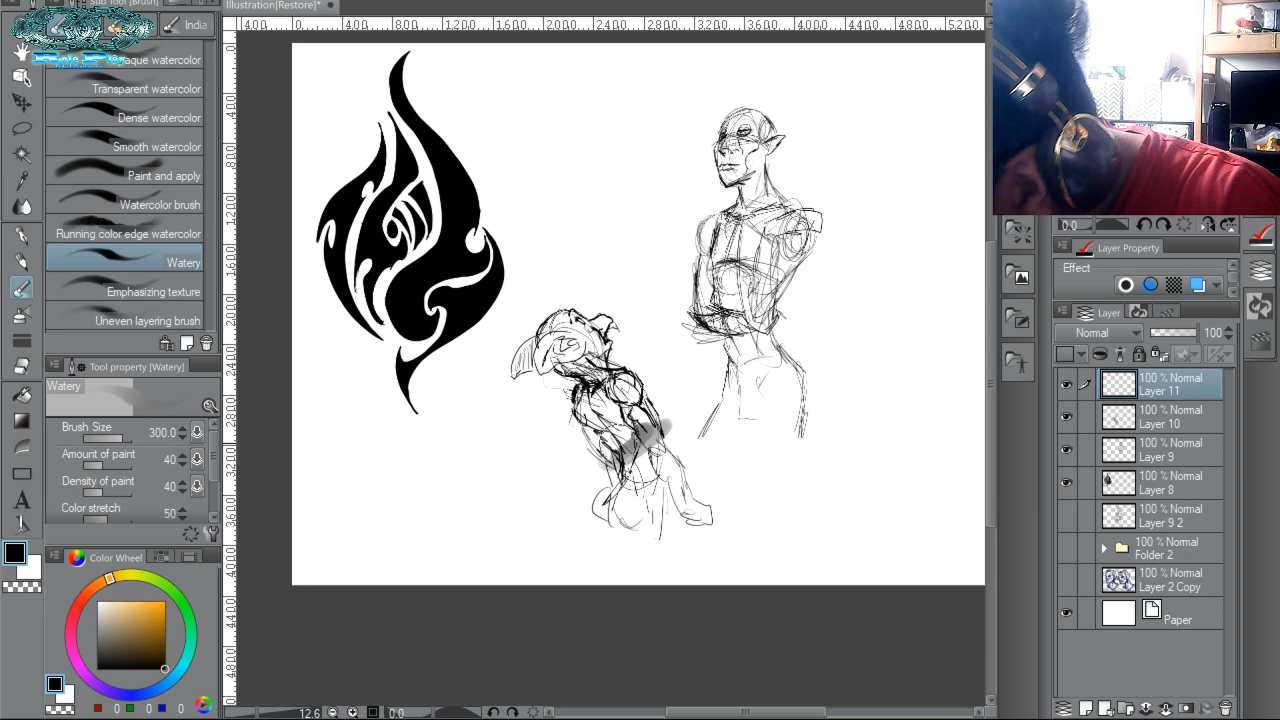 Sub Tool [Brush]
Illustration[Restore]*
India
Role Play
Opaque watercolor
Transparent watercolor
Dense watercolor
Smooth watercolor
Paint and apply
Watercolor brush
Running color edge watercolor
Watery
Emphasizing texture
Uneven layering brush
Tool property [Watery]
Watery
Brush Size 300.0
Amount of paint 40
Density of paint 40
Color stretch 50
Color Wheel
0 0 0
12.6 0.0
0.0
Layer Property
Effect
Layer
Normal 100
100 % Normal
Layer 11
100 % Normal
Layer 10
100 % Normal
Layer 9
100 % Normal
Layer 8
100 % Normal
Layer 9 2
100 % Normal
Folder 2
100 % Normal
Layer 2 Copy
Paper